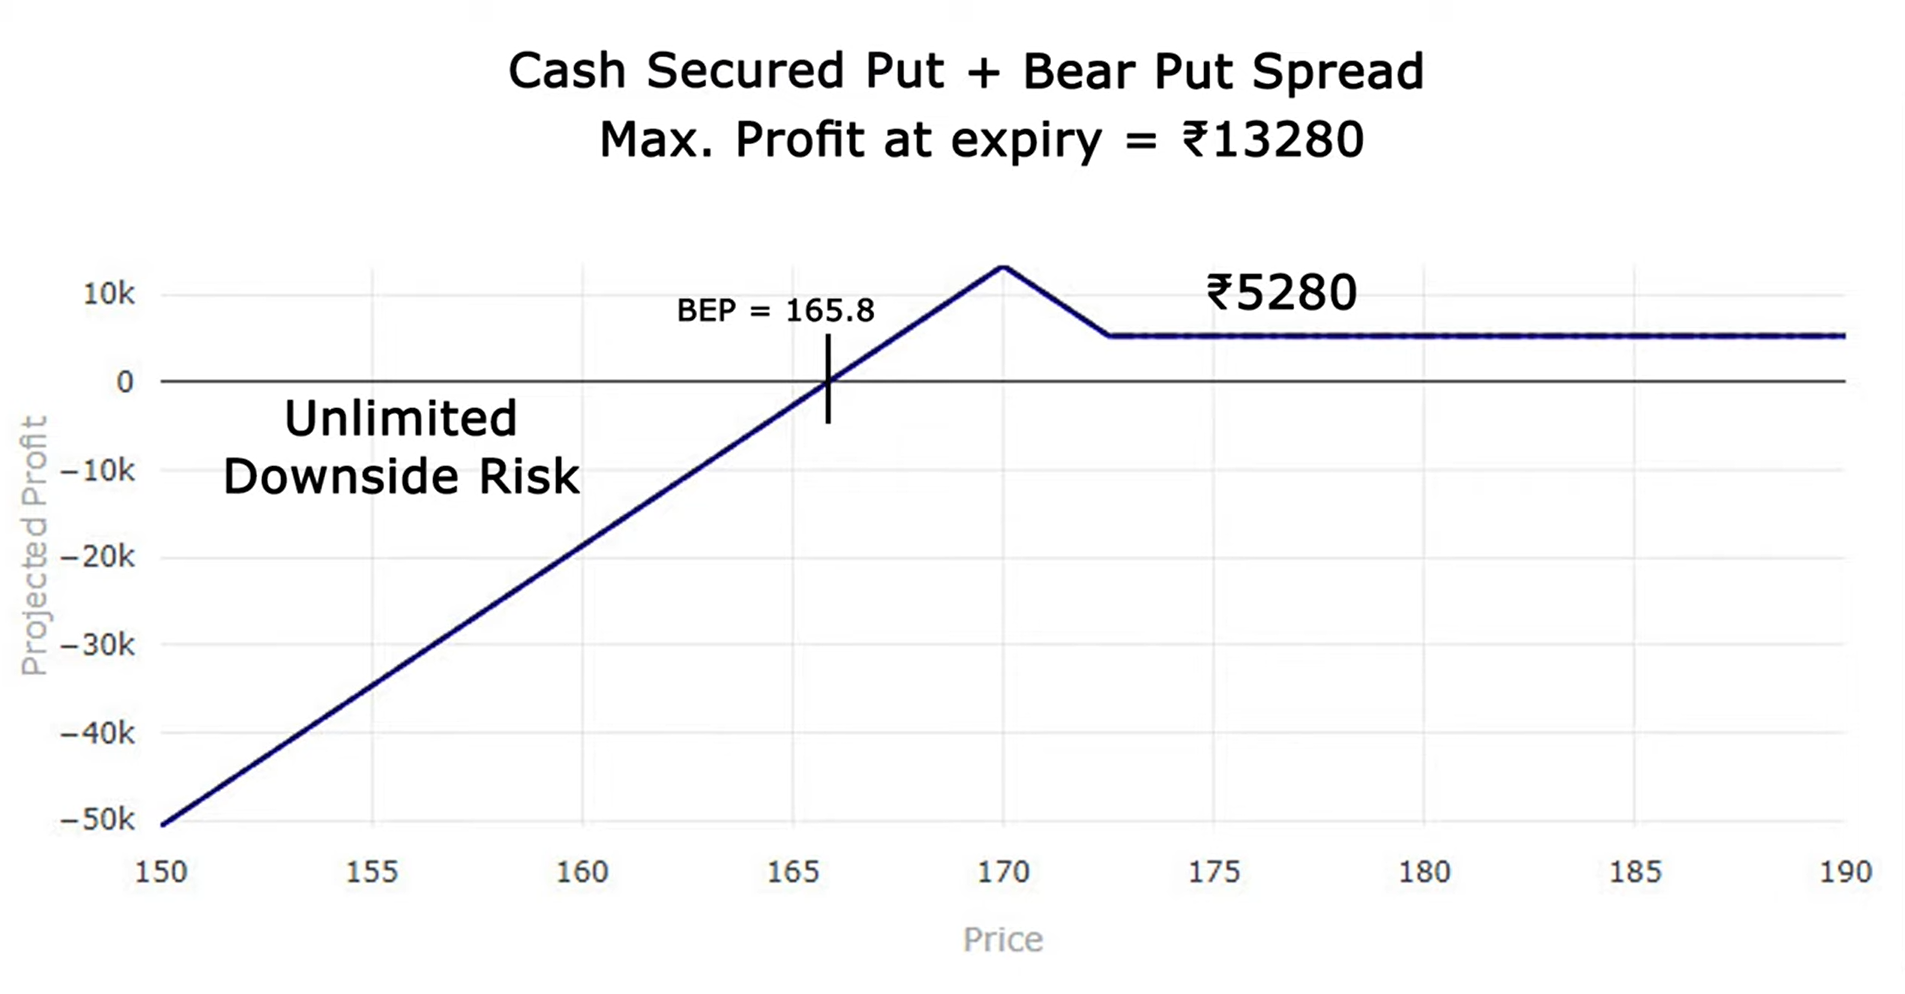 Cash Secured Put + Bear Put Spread
Max. Profit at expiry = ₹13280
10k
₹5280
BEP = 165.8
0
Unlimited
Downside Risk
−10k
−20k
−30k
−40k
−50k
Projected Profit
150 155 160 165 170 175 180 185 190
Price